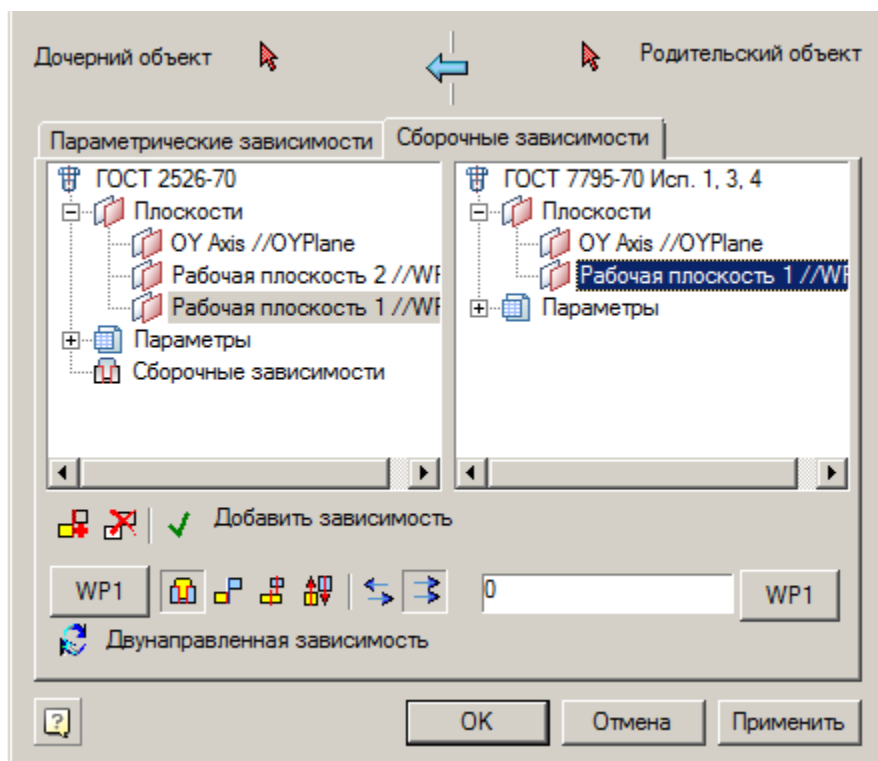 Дочерний объект
Родительский объект
Параметрические зависимости
Сборочные зависимости
ГОСТ 2526-70
Плоскости
OY Axis //OYPlane
Рабочая плоскость 2 //WF
Рабочая плоскость 1 //WF
Параметры
Сборочные зависимости
ГОСТ 7795-70 Исп. 1, 3, 4
Плоскости
OY Axis //OYPlane
Рабочая плоскость 1 //WF
Параметры
Добавить зависимость
WP1
0
WP1
Двунаправленная зависимость
OK
Отмена
Применить